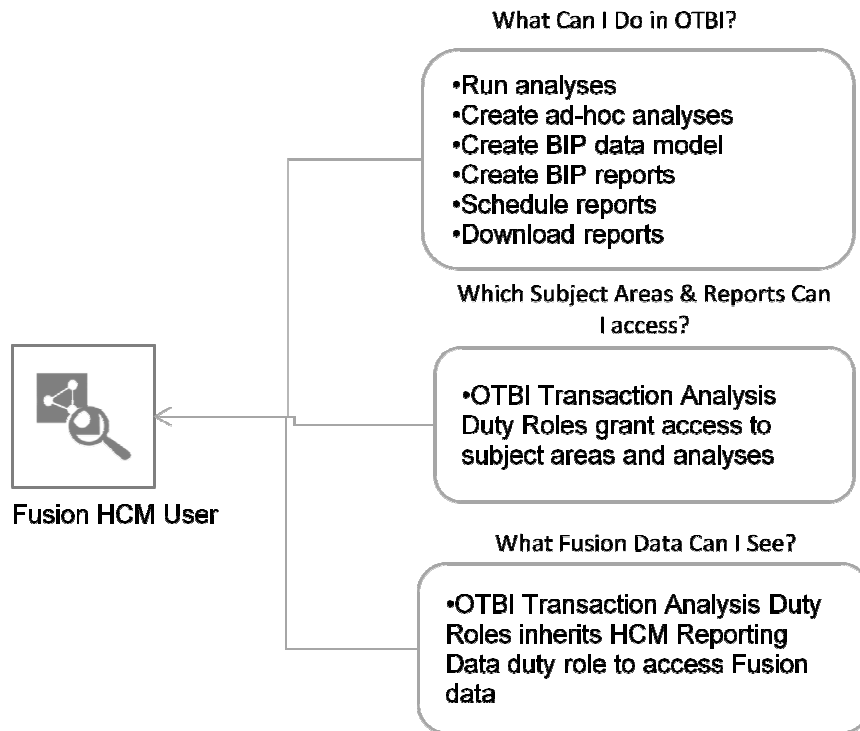 What Can I Do in OTBI?
•Run analyses
•Create ad-hoc analyses
•Create BIP data model
•Create BIP reports
•Schedule reports
•Download reports
Which Subject Areas & Reports Can
I access?
•OTBI Transaction Analysis
Duty Roles grant access to
subject areas and analyses
Fusion HCM User
What Fusion Data Can I See?
•OTBI Transaction Analysis Duty
Roles inherits HCM Reporting
Data duty role to access Fusion
data